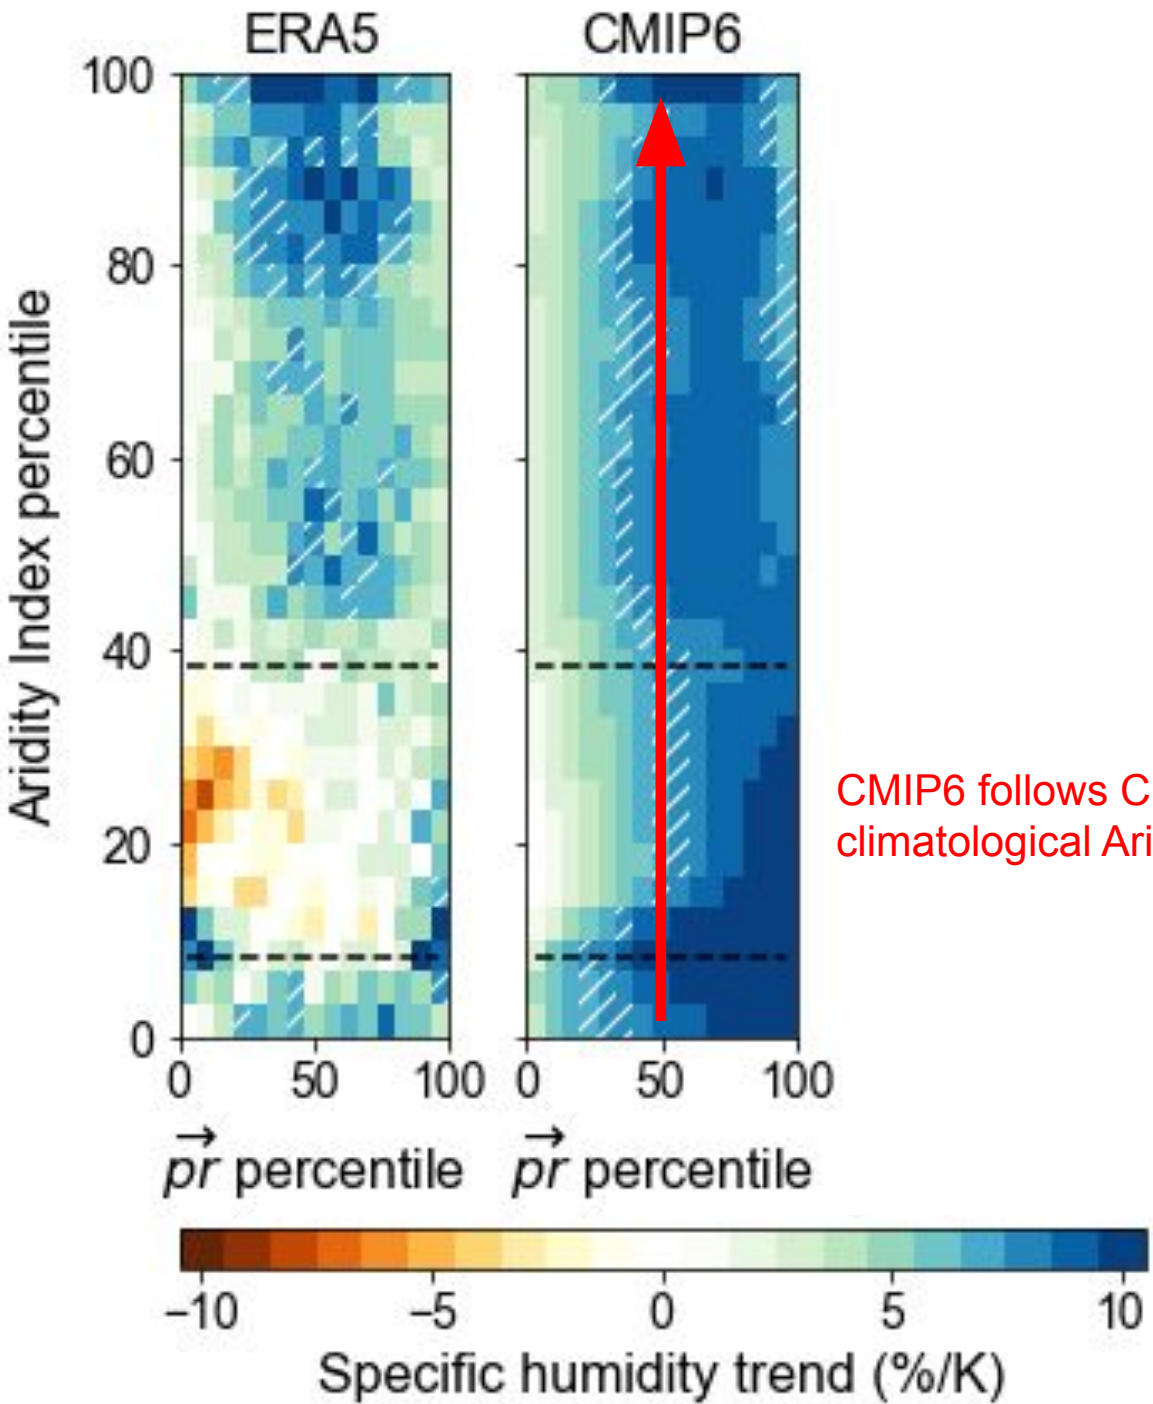 ERA5 CMIP6
100
80
60
40
20
0
Aridity Index percentile
0 50 100 0 50 100
pr percentile pr percentile
CMIP6 follows C
climatological Ari
−10 −5 0 5 10
Specific humidity trend (%/K)